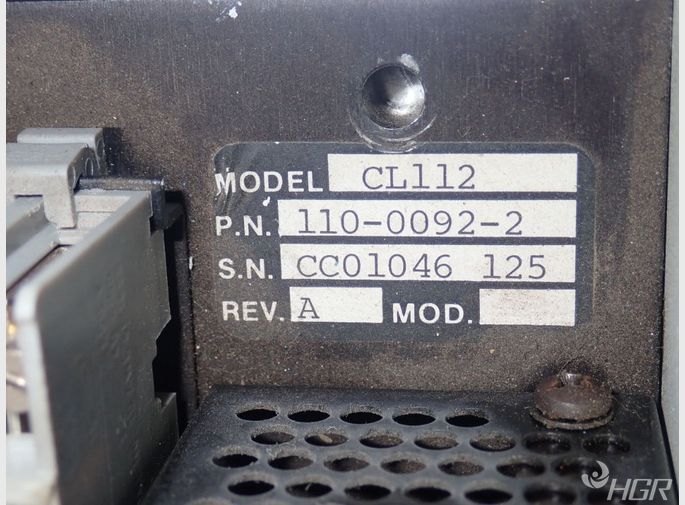 MODEL CL112
P.N. 110-0092-2
S.N. CC01046 125
REV. A MOD.
HGR